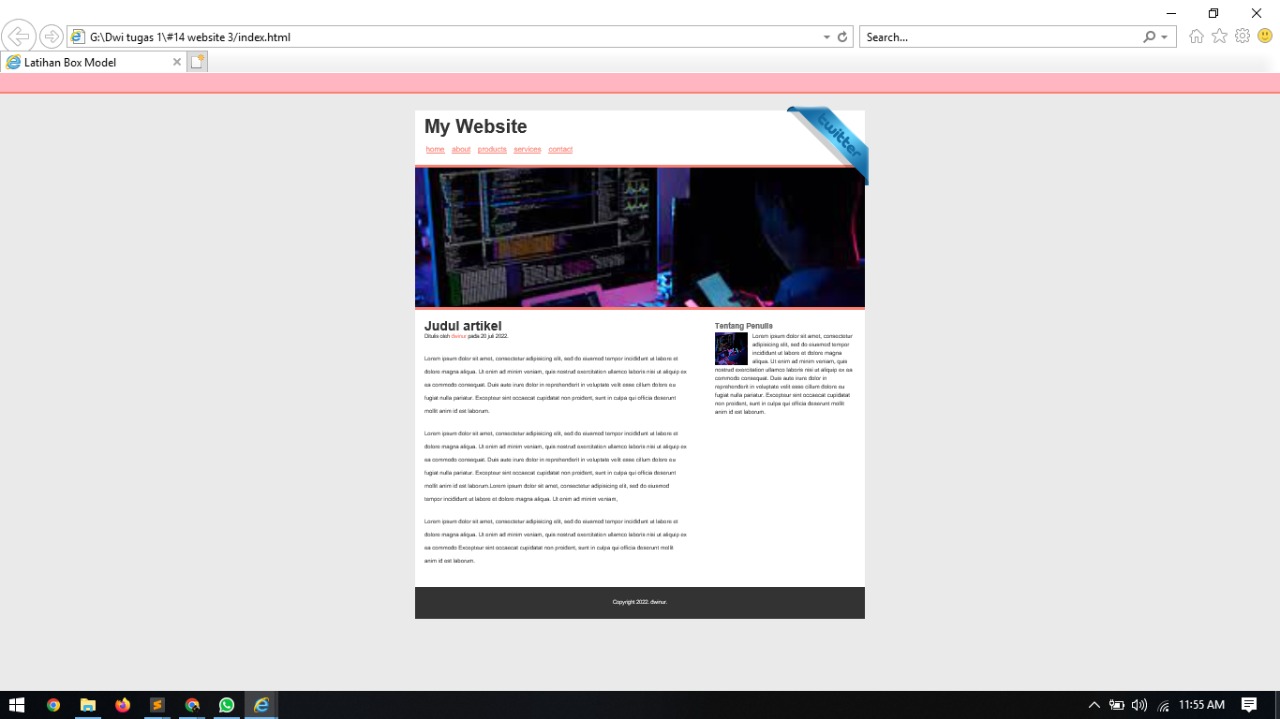 G:\Dwi tugas 1\#14 website 3/index.html
Search...
Latihan Box Model
My Website
twitter
home about products services contact
Judul artikel
Ditulis oleh dwinur pada 20 juli 2022.
Lorem ipsum dolor sit amet, consectetur adipisicing elit, sed do eiusmod tempor incididunt ut labore et
dolore magna aliqua. Ut enim ad minim veniam, quis nostrud exercitation ullamco laboris nisi ut aliquip ex
ea commodo consequat. Duis aute irure dolor in reprehenderit in voluptate velit esse cillum dolore eu
fugiat nulla pariatur. Excepteur sint occaecat cupidatat non proident, sunt in culpa qui officia deserunt
mollit anim id est laborum.
Lorem ipsum dolor sit amet, consectetur adipisicing elit, sed do eiusmod tempor incididunt ut labore et
dolore magna aliqua. Ut enim ad minim veniam, quis nostrud exercitation ullamco laboris nisi ut aliquip ex
ea commodo consequat. Duis aute irure dolor in reprehenderit in voluptate velit esse cillum dolore eu
fugiat nulla pariatur. Excepteur sint occaecat cupidatat non proident, sunt in culpa qui officia deserunt
mollit anim id est laborum.Lorem ipsum dolor sit amet, consectetur adipisicing elit, sed do eiusmod
tempor incididunt ut labore et dolore magna aliqua. Ut enim ad minim veniam,
Lorem ipsum dolor sit amet, consectetur adipisicing elit, sed do eiusmod tempor incididunt ut labore et
dolore magna aliqua. Ut enim ad minim veniam, quis nostrud exercitation ullamco laboris nisi ut aliquip ex
ea commodo Excepteur sint occaecat cupidatat non proident, sunt in culpa qui officia deserunt mollit
anim id est laborum.
Tentang Penulis
Lorem ipsum dolor sit amet, consectetur
adipisicing elit, sed do eiusmod tempor
incididunt ut labore et dolore magna
aliqua. Ut enim ad minim veniam, quis
nostrud exercitation ullamco laboris nisi ut aliquip ex ea
commodo consequat. Duis aute irure dolor in
reprehenderit in voluptate velit esse cillum dolore eu
fugiat nulla pariatur. Excepteur sint occaecat cupidatat
non proident, sunt in culpa qui officia deserunt mollit
anim id est laborum.
Copyright 2022. dwinur.
11:55 AM